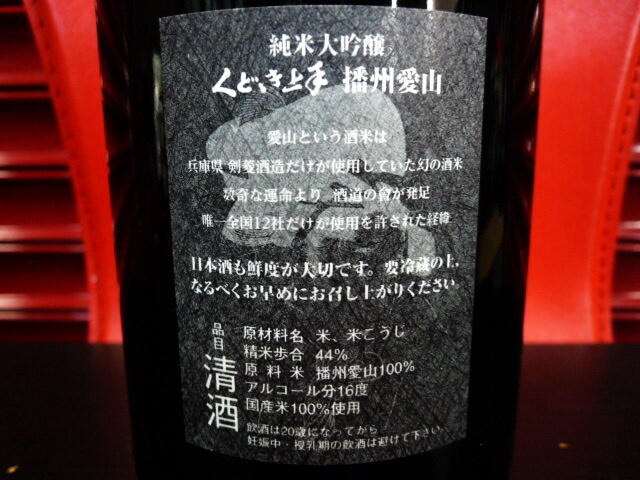 純米大吟醸
くどき上手 播州愛山
愛山という酒米は
兵庫県 剣菱酒造だけが使用していた幻の酒米
数奇な運命より 酒道の會が発足
唯一全国12社だけが使用を許された経緯
日本酒も鮮度が大切です。要冷蔵の上、
なるべくお早めにお召し上がりください
品目 清酒
原材料名 米、米こうじ
精米歩合 44%
原料米 播州愛山100%
アルコール分16度
国産米100%使用
飲酒は20歳になってから
妊娠中・授乳期の飲酒は避けて下さい